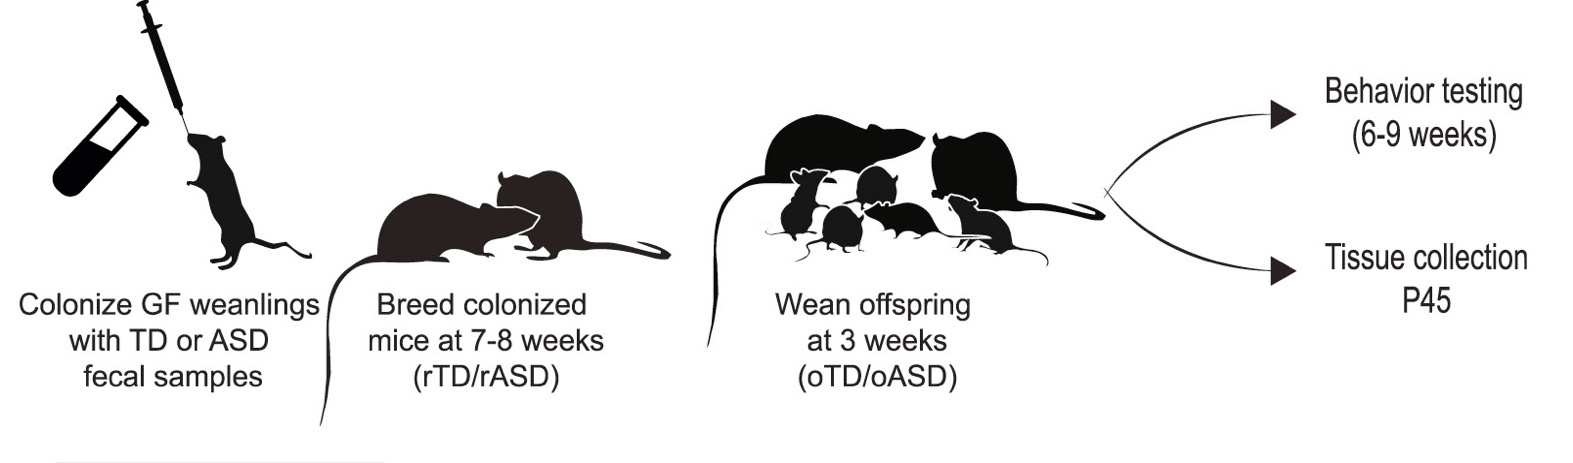 Colonize GF weanlings
with TD or ASD
fecal samples
Breed colonized
mice at 7-8 weeks
(rTD/rASD)
Wean offspring
at 3 weeks
(oTD/oASD)
Behavior testing
(6-9 weeks)
Tissue collection
P45